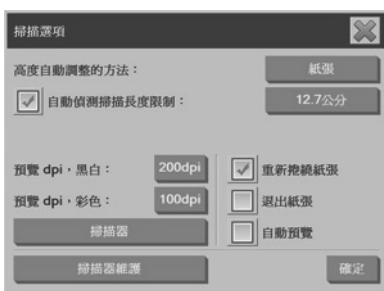 掃描選項
高度自動調整的方法：
紙張
自動偵測掃描長度限制：
12.7公分
預覽 dpi，黑白：
200dpi
重新捲繞紙張
預覽 dpi，彩色：
100dpi
退出紙張
掃描器
自動預覽
掃描器維護
確定